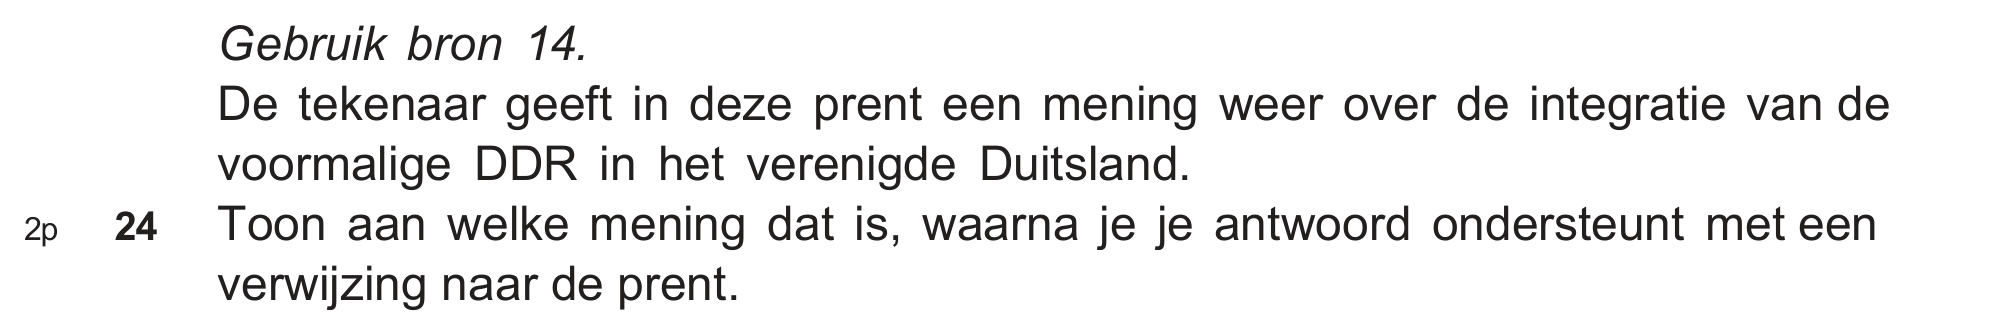 Gebruik bron 14.
De tekenaar geeft in deze prent een mening weer over de integratie van de
voormalige DDR in het verenigde Duitsland.
2p 24 Toon aan welke mening dat is, waarna je je antwoord ondersteunt met een
verwijzing naar de prent.